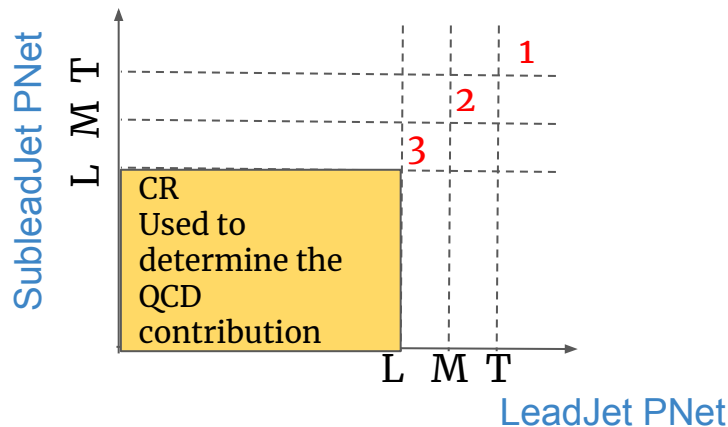 SubleadJet PNet
T
M
L
1
2
3
CR
Used to
determine the
QCD
contribution
L M T
LeadJet PNet